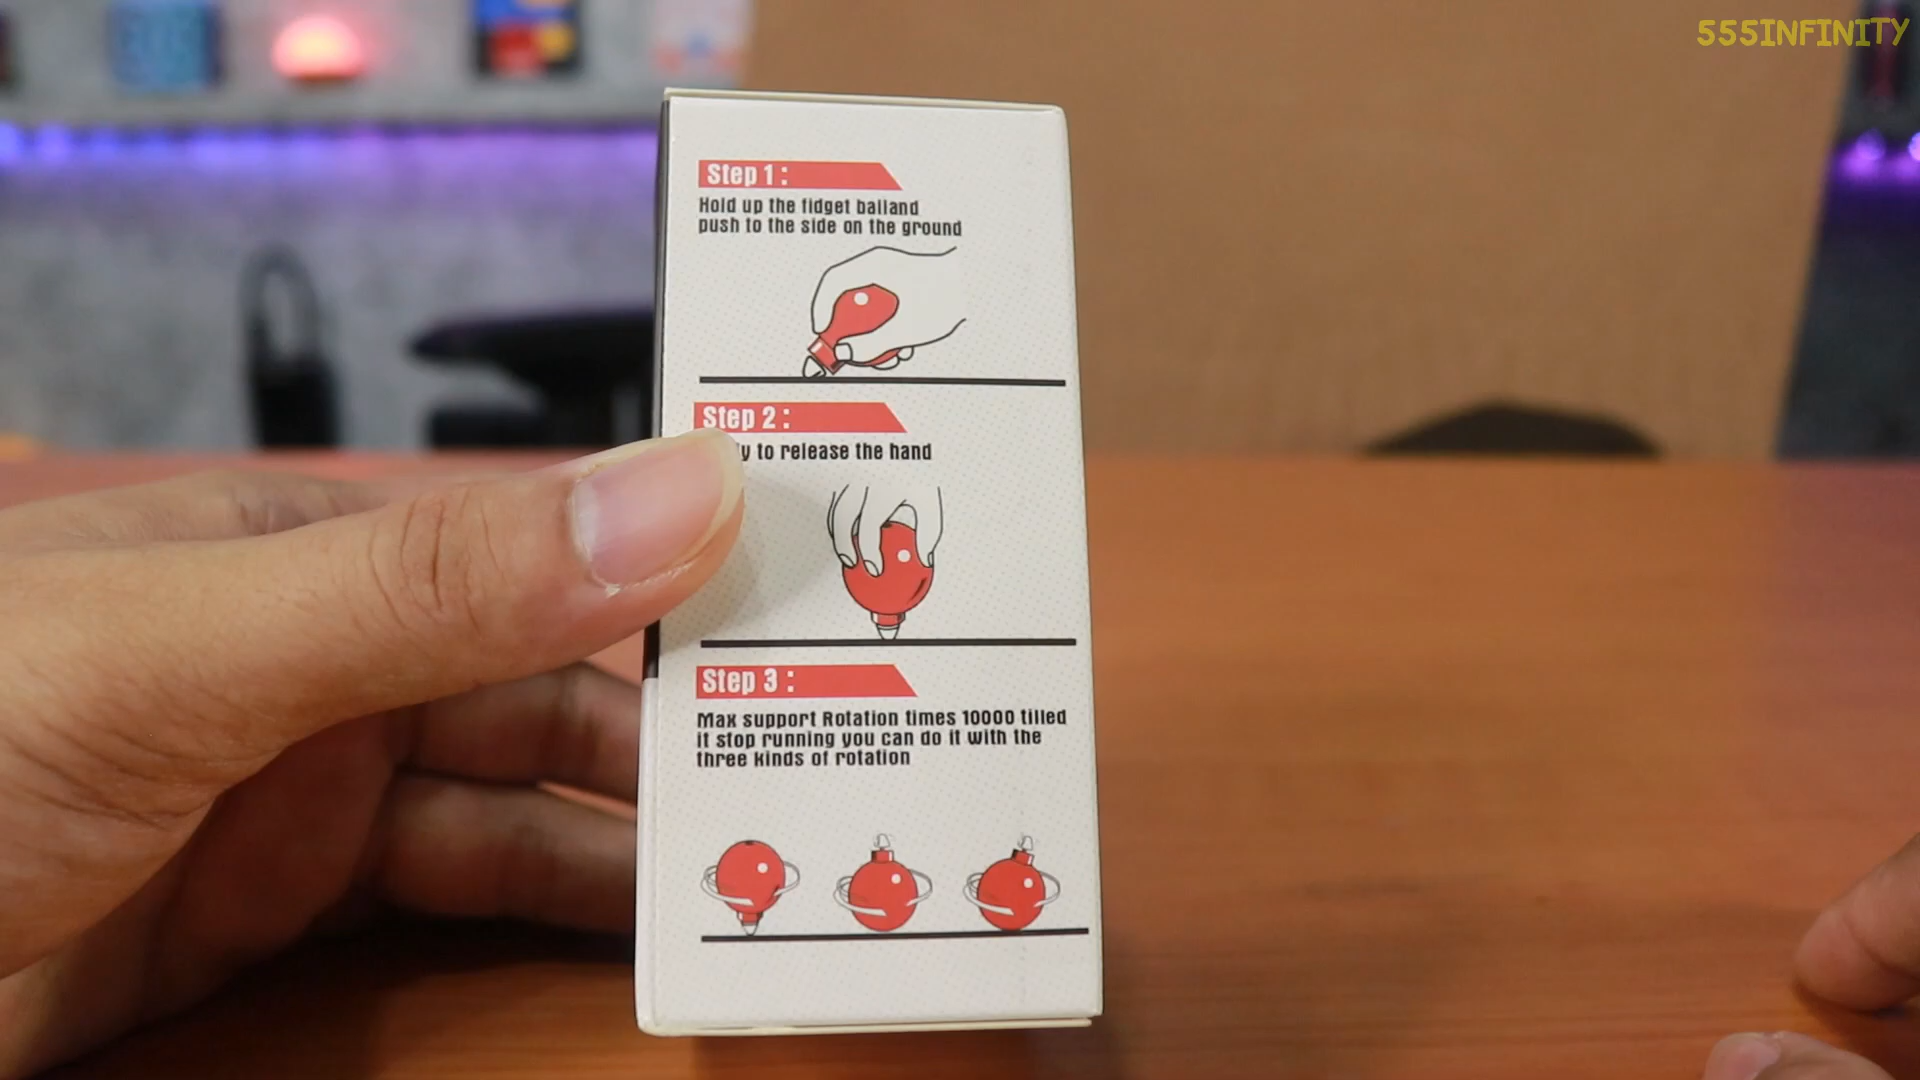 555INFINITY
Step 1:
Hold up the fidget balland
push to the side on the ground
Step 2:
to release the hand
Step 3:
Max support Rotation times 10000 tilled
it stop running you can do it with the
three kinds of rotation